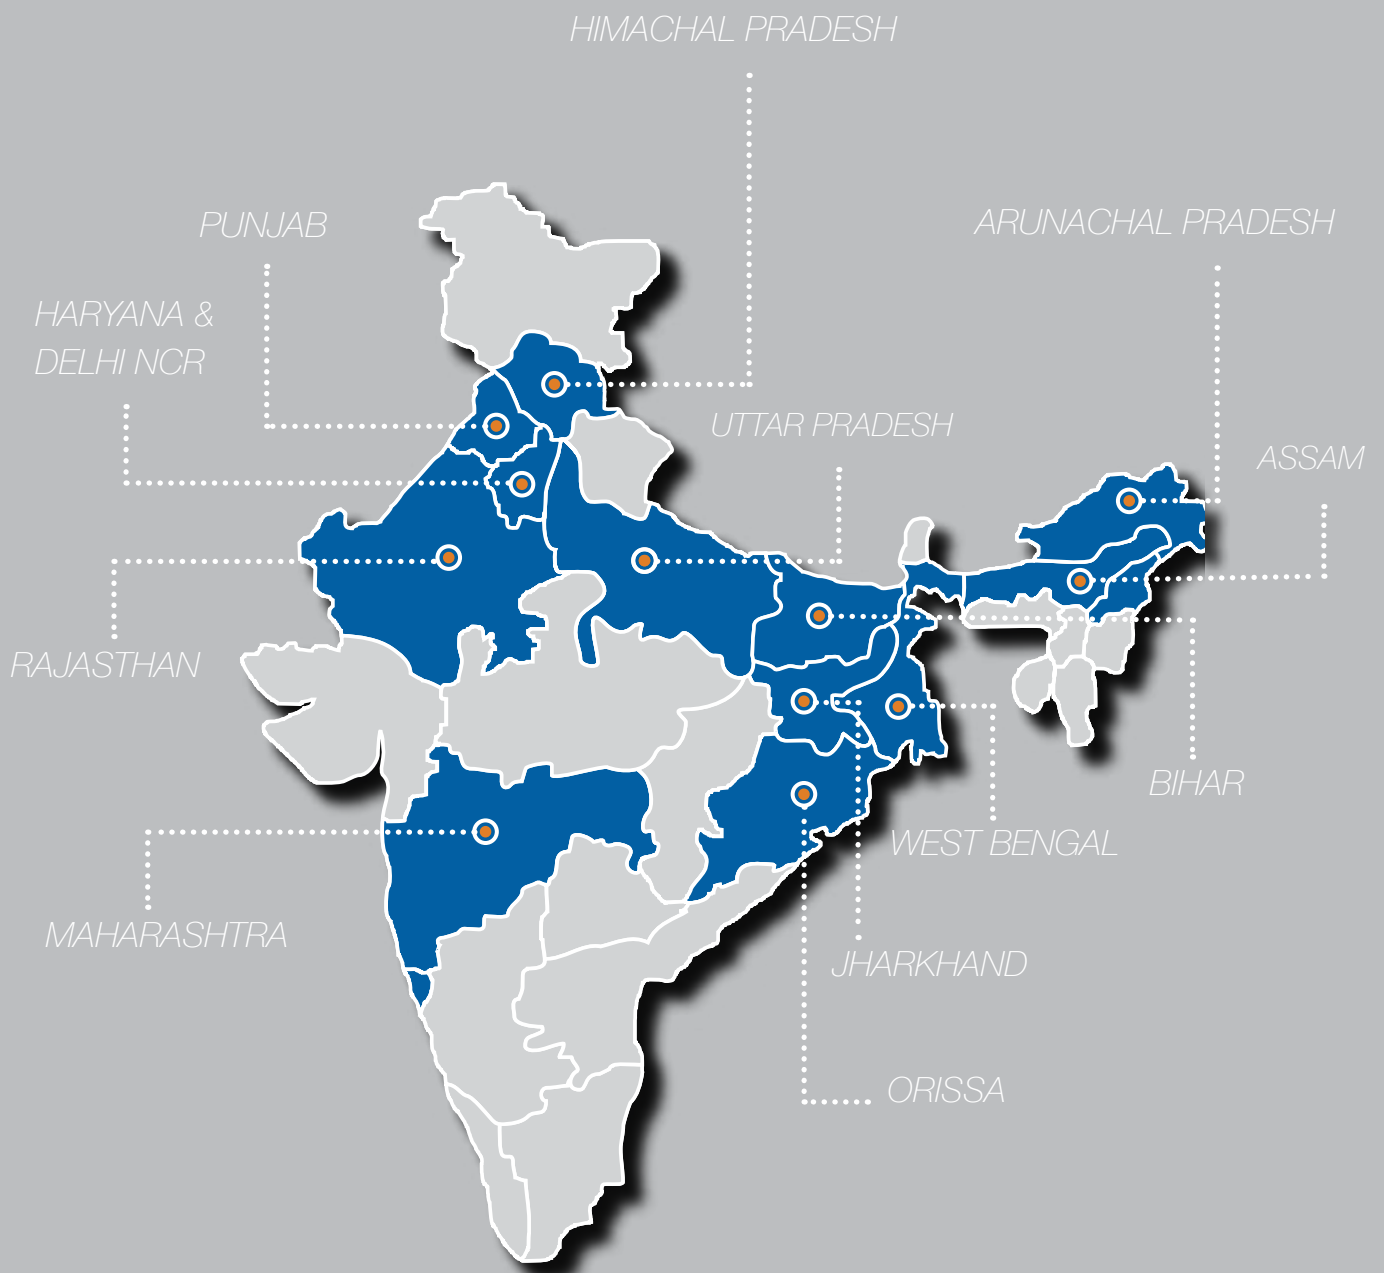 HIMACHAL PRADESH
PUNJAB
ARUNACHAL PRADESH
HARYANA &
DELHI NCR
UTTAR PRADESH
ASSAM
RAJASTHAN
BIHAR
WEST BENGAL
MAHARASHTRA
JHARKHAND
ORISSA